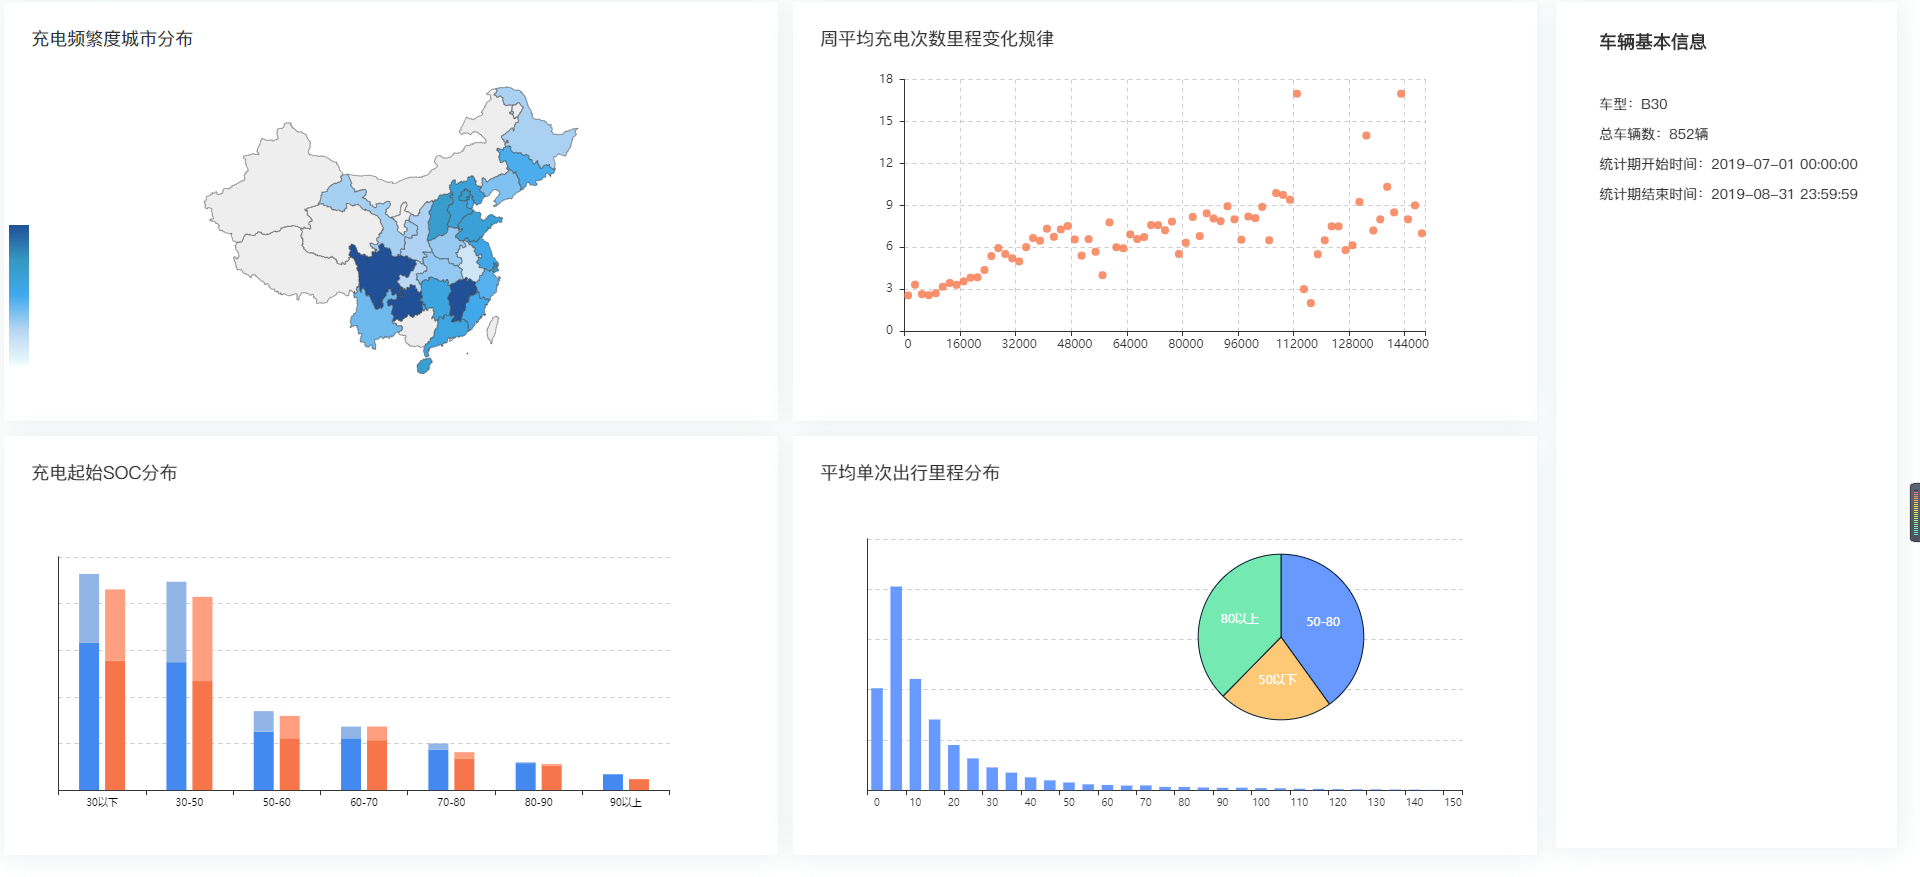 充电频繁度城市分布
周平均充电次数里程变化规律
18
15
12
9
6
3
0
0 16000 32000 48000 64000 80000 96000 112000 128000 144000
车辆基本信息
车型：B30
总车辆数：852辆
统计期开始时间：2019-07-01 00:00:00
统计期结束时间：2019-08-31 23:59:59
充电起始SOC分布
30以下 30-50 50-60 60-70 70-80 80-90 90以上
平均单次出行里程分布
80以上
50-80
50以下
0 10 20 30 40 50 60 70 80 90 100 110 120 130 140 150